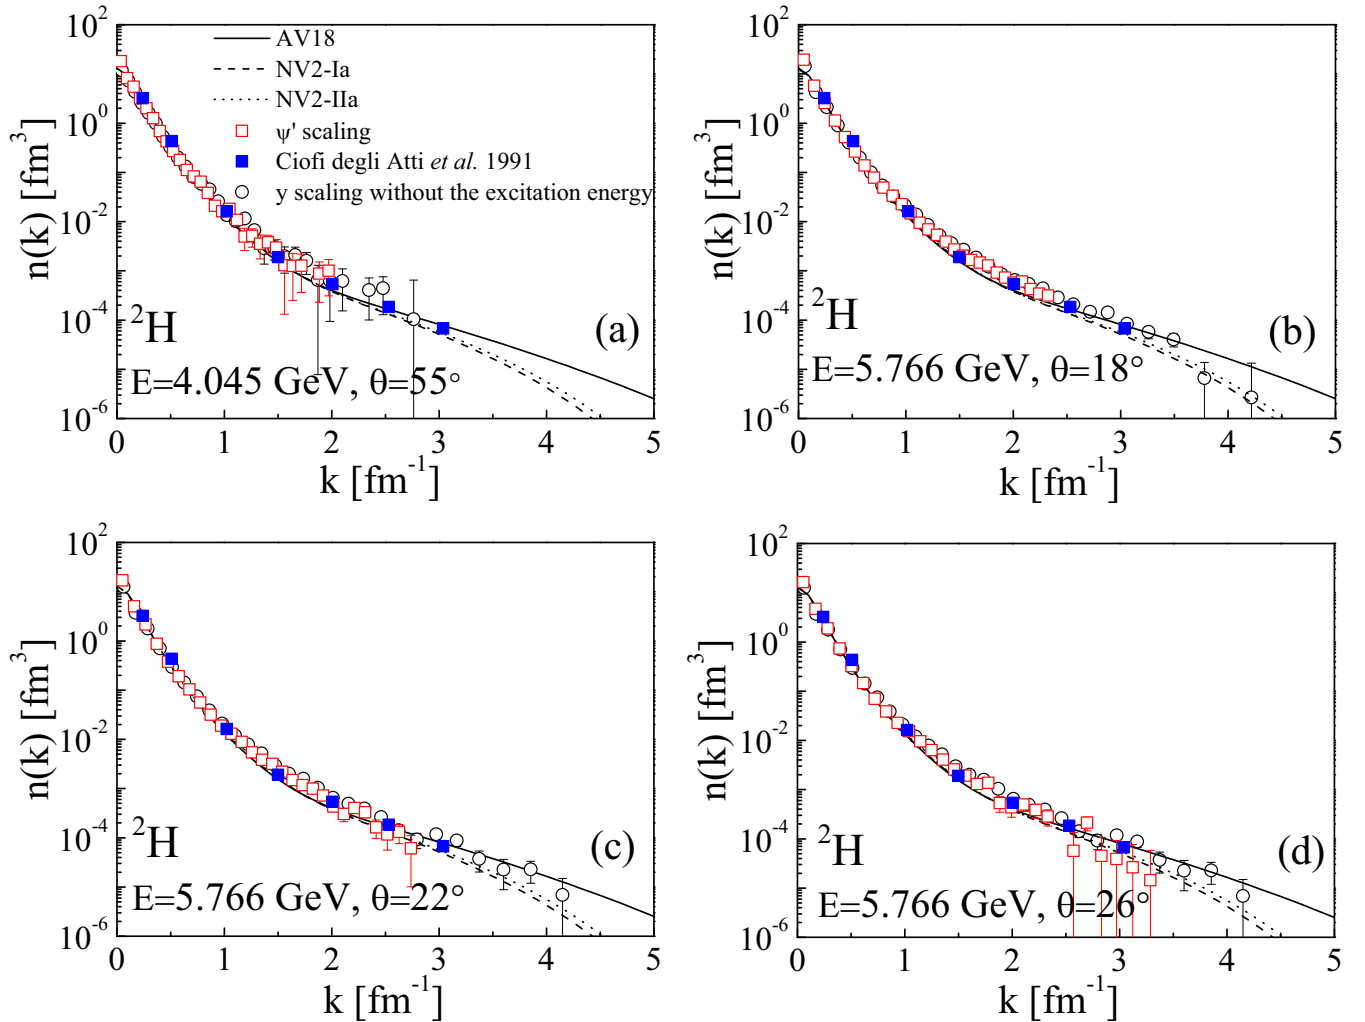 10^2
10^0
10^-2
10^-4
10^-6
n(k) [fm^3]
AV18
NV2-Ia
NV2-IIa
ψ' scaling
Ciofi degli Atti et al. 1991
y scaling without the excitation energy
^2H
(a)
E=4.045 GeV, θ=55°
0 1 2 3 4 5
k [fm^-1]
10^2
10^0
10^-2
10^-4
10^-6
n(k) [fm^3]
^2H
(b)
E=5.766 GeV, θ=18°
0 1 2 3 4 5
k [fm^-1]
10^2
10^0
10^-2
10^-4
10^-6
n(k) [fm^3]
^2H
(c)
E=5.766 GeV, θ=22°
0 1 2 3 4 5
k [fm^-1]
10^2
10^0
10^-2
10^-4
10^-6
n(k) [fm^3]
^2H
(d)
E=5.766 GeV, θ=26°
0 1 2 3 4 5
k [fm^-1]